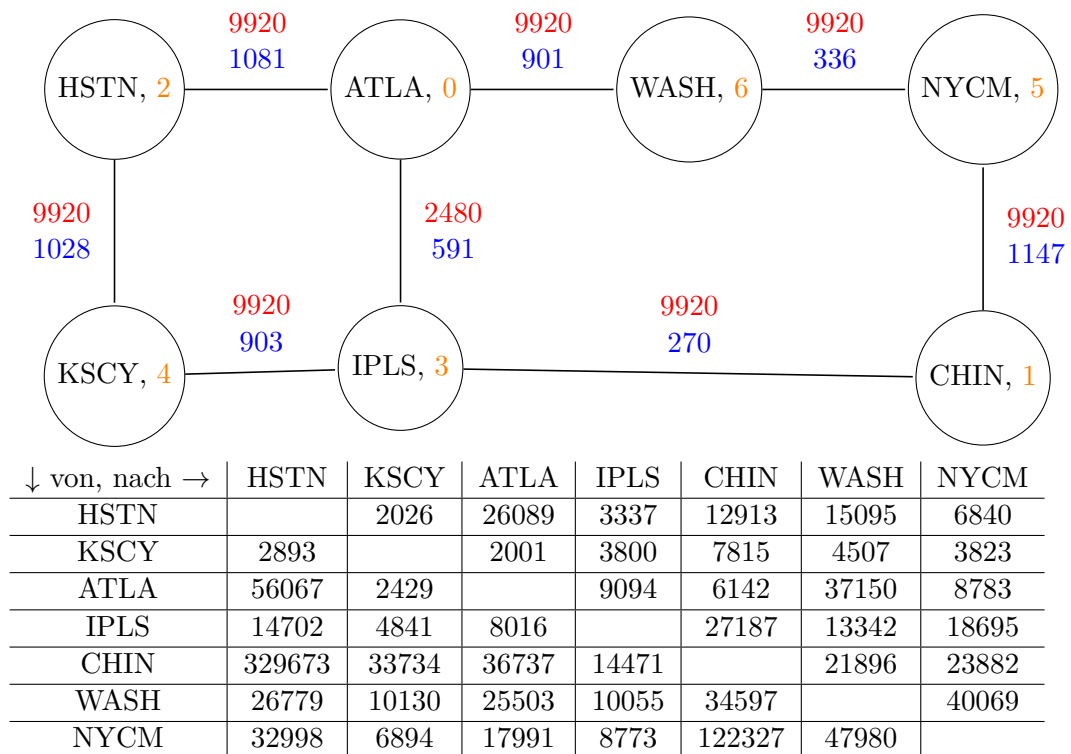 9920 9920 9920
1081 901 336
HSTN, 2 ATLA, 0 WASH, 6 NYCM, 5
9920 2480 9920
1028 591 1147
9920 9920
903 270
KSCY, 4 IPLS, 3 CHIN, 1
↓ von, nach → HSTN KSCY ATLA IPLS CHIN WASH NYCM
HSTN 2026 26089 3337 12913 15095 6840
KSCY 2893 2001 3800 7815 4507 3823
ATLA 56067 2429 9094 6142 37150 8783
IPLS 14702 4841 8016 27187 13342 18695
CHIN 329673 33734 36737 14471 21896 23882
WASH 26779 10130 25503 10055 34597 40069
NYCM 32998 6894 17991 8773 122327 47980